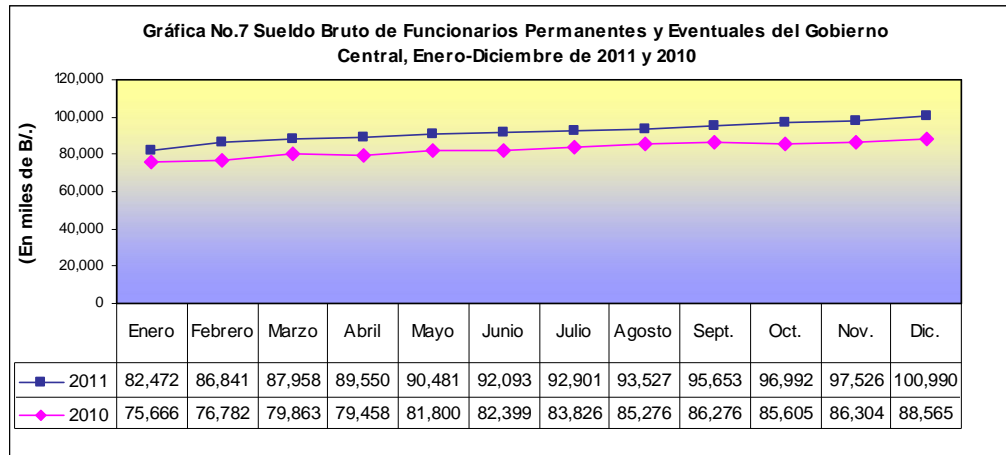 Gráfica No.7 Sueldo Bruto de Funcionarios Permanentes y Eventuales del Gobierno
Central, Enero-Diciembre de 2011 y 2010
(En miles de B/.)
120,000
100,000
80,000
60,000
40,000
20,000
0
Enero Febrero Marzo Abril Mayo Junio Julio Agosto Sept. Oct. Nov. Dic.
2011 82,472 86,841 87,958 89,550 90,481 92,093 92,901 93,527 95,653 96,992 97,526 100,990
2010 75,666 76,782 79,863 79,458 81,800 82,399 83,826 85,276 86,276 85,605 86,304 88,565